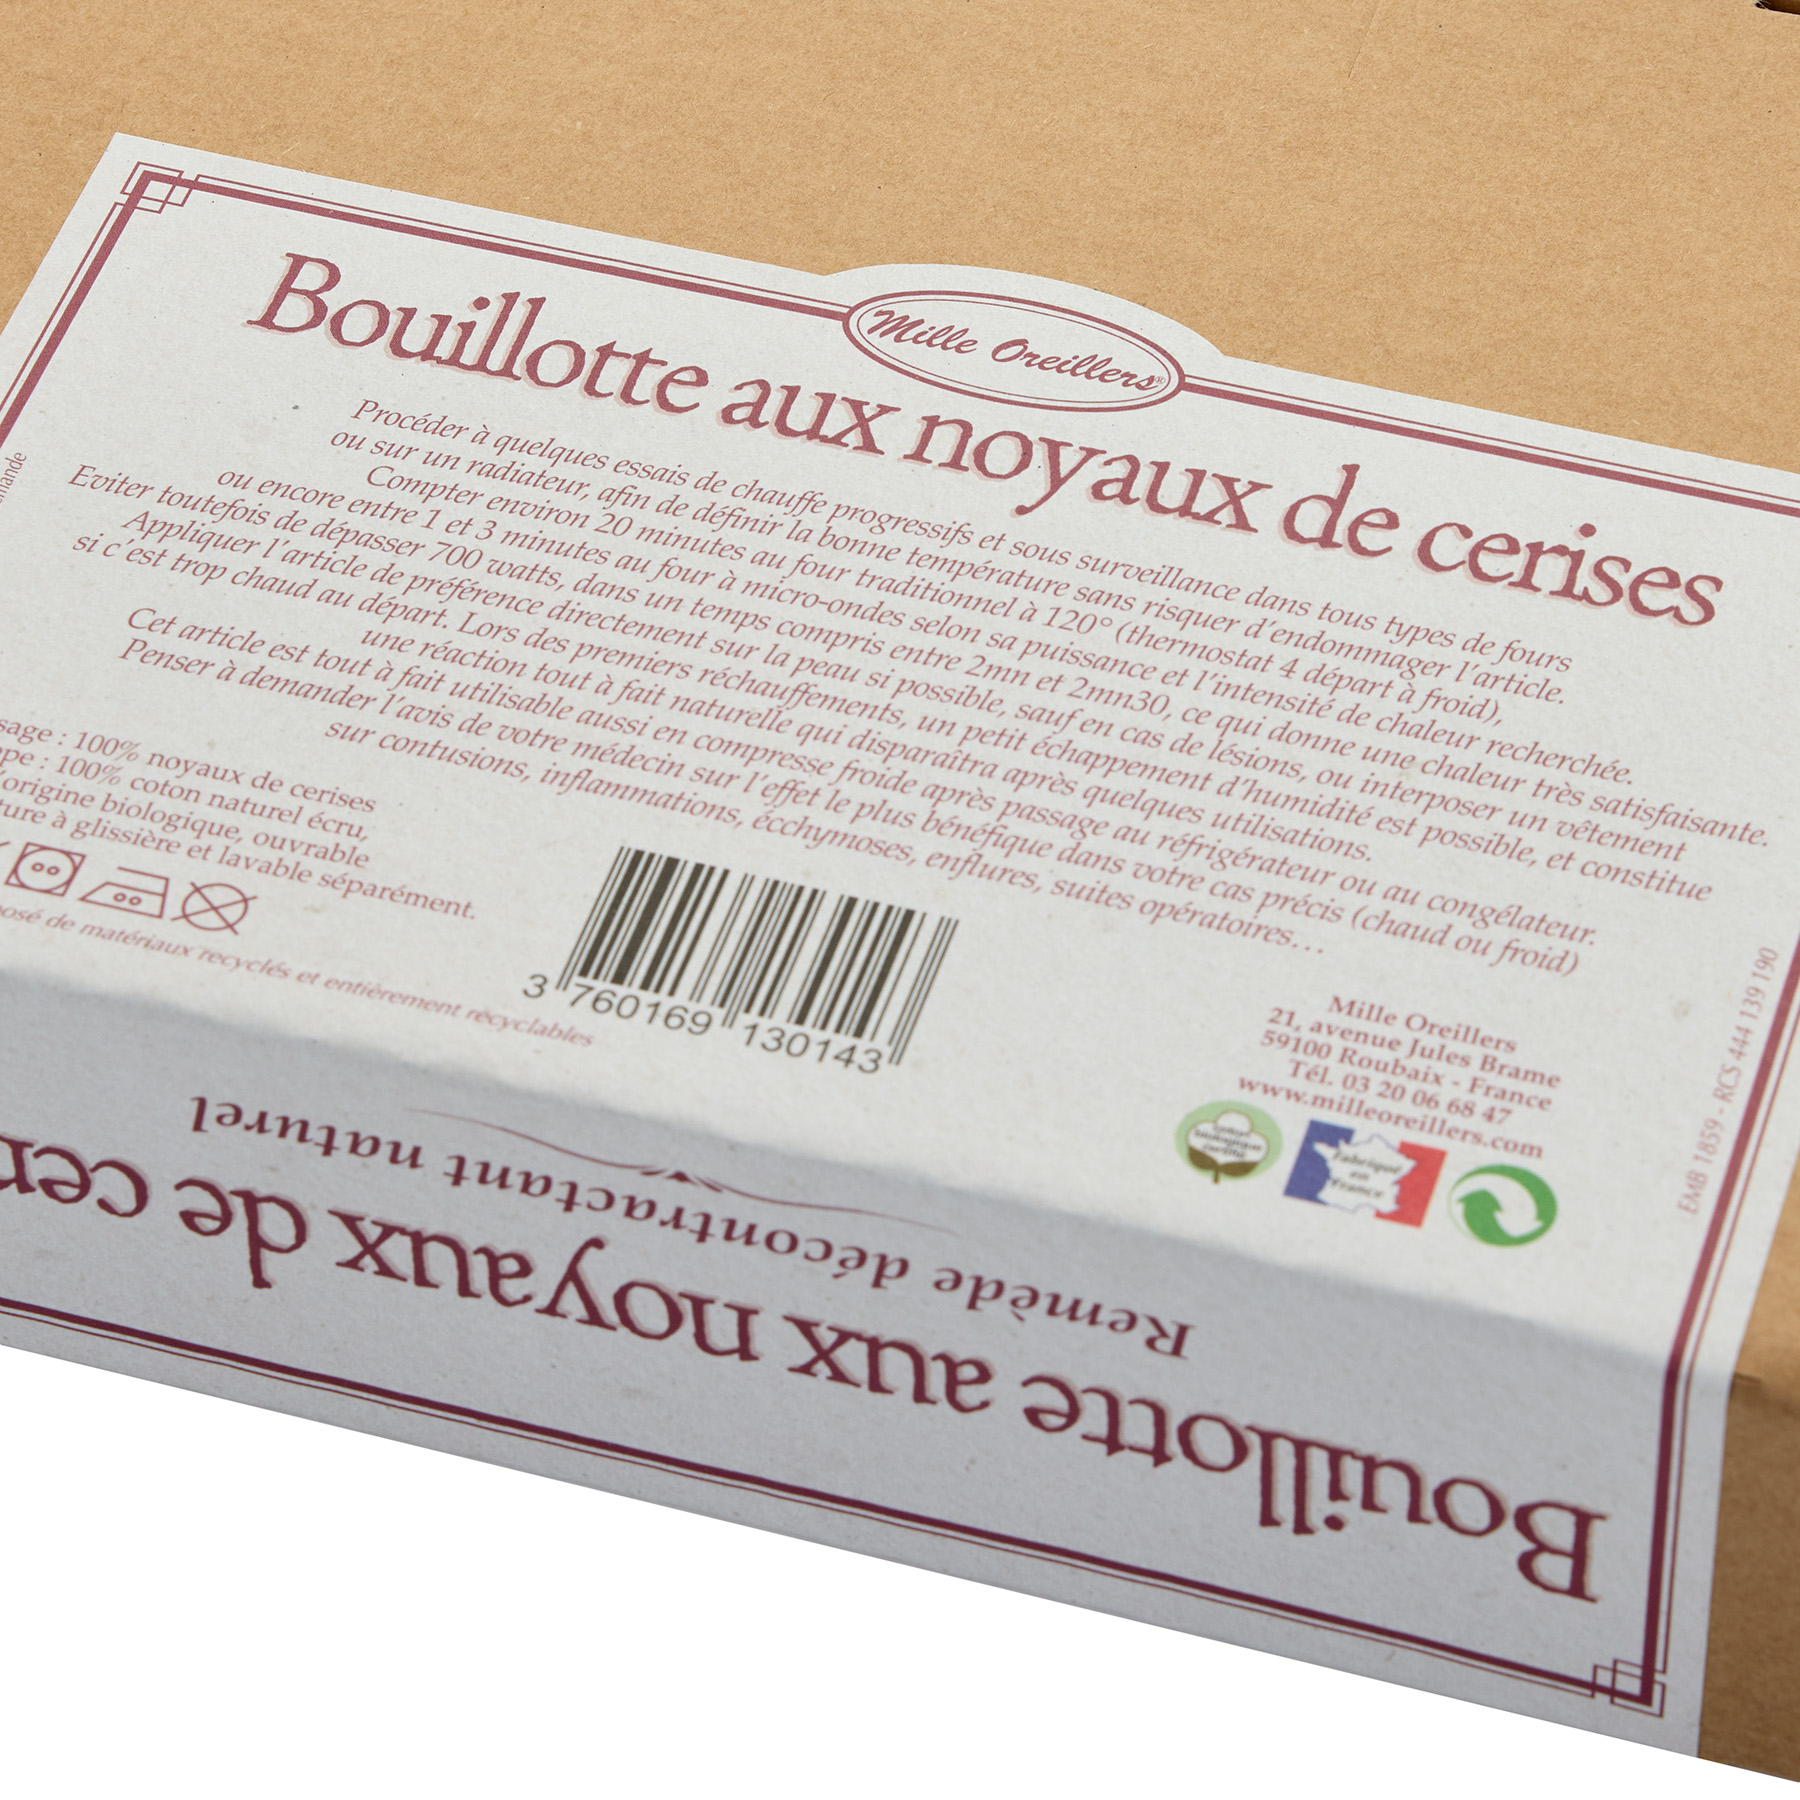 Mille Oreillers®
Bouillotte aux noyaux de cerises
Procéder à quelques essais de chauffe progressifs et sous surveillance dans tous types de fours
ou sur un radiateur, afin de définir la bonne température sans risquer d'endommager l'article.
Compter environ 20 minutes au four traditionnel à 120° (thermostat 4 départ à froid),
ou encore entre 1 et 3 minutes au four à micro-ondes selon sa puissance et l'intensité de chaleur recherchée.
Eviter toutefois de dépasser 700 watts, dans un temps compris entre 2mn et 2mn30, ce qui donne une chaleur très satisfaisante.
Appliquer l'article de préférence directement sur la peau si possible, sauf en cas de lésions, ou interposer un vêtement
si c'est trop chaud au départ. Lors des premiers réchauffements, un petit échappement d'humidité est possible, et constitue
une réaction tout à fait naturelle qui disparaîtra après quelques utilisations.
Cet article est tout à fait utilisable aussi en compresse froide après passage au réfrigérateur ou au congélateur.
Penser à demander l'avis de votre médecin sur l'effet le plus bénéfique dans votre cas précis (chaud ou froid)
sur contusions, inflammations, écchymoses, enflures, suites opératoires…
mande
sage : 100% noyaux de cerises
ppe : 100% coton naturel écru,
'origine biologique, ouvrable
ture à glissière et lavable séparément.
osé de matériaux recyclés et entièrement recyclables
3 760169 130143
Mille Oreillers
21, avenue Jules Brame
59100 Roubaix - France
Tél. 03 20 06 68 47
www.milleoreillers.com
coton
biologique
certifié
Fabriqué
en
France
EMB 1859 - RCS 444 139 190
Bouillotte aux noyaux de cer
Remède décontractant naturel